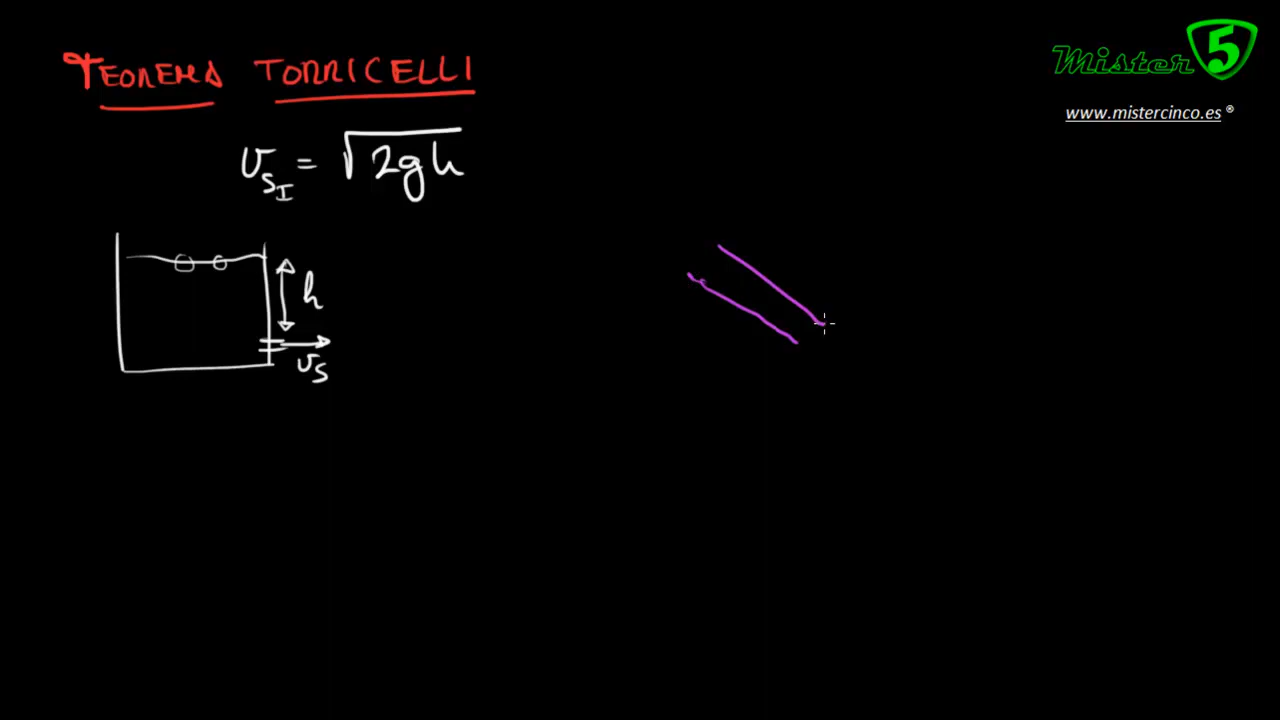 TEOREMA TORRICELLI
Mister 5
www.mistercinco.es ®
v_{S_I} = √2gh
h
v_S